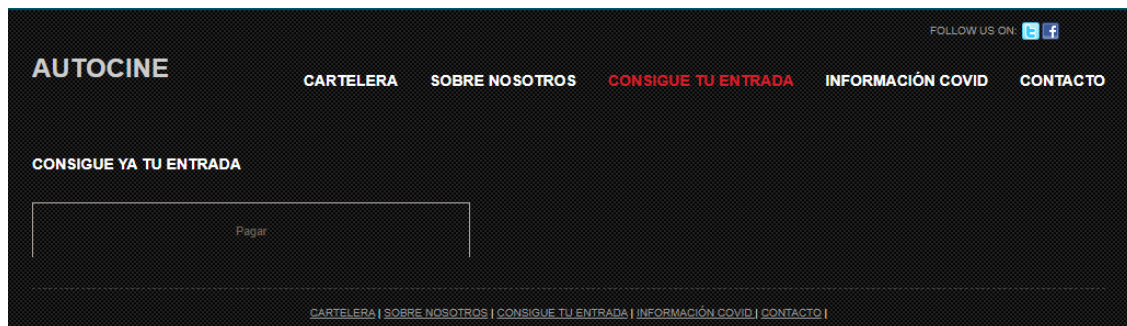 FOLLOW US ON:
AUTOCINE
CARTELERA SOBRE NOSOTROS CONSIGUE TU ENTRADA INFORMACIÓN COVID CONTACTO
CONSIGUE YA TU ENTRADA
Pagar
CARTELERA | SOBRE NOSOTROS | CONSIGUE TU ENTRADA | INFORMACIÓN COVID | CONTACTO |